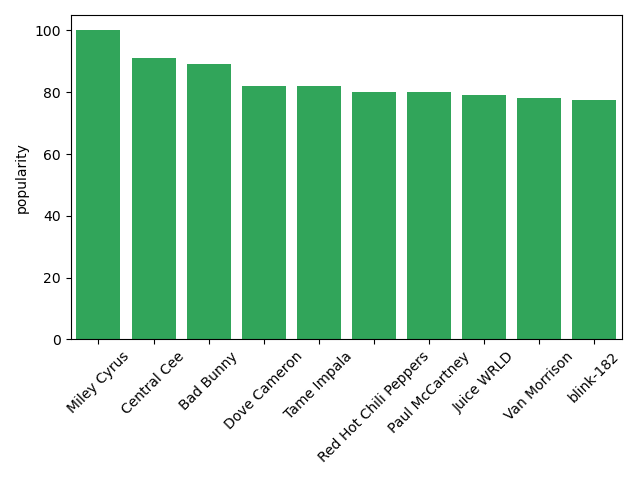 100
80
60
40
20
0
popularity
Miley Cyrus
Central Cee
Bad Bunny
Dove Cameron
Tame Impala
Red Hot Chili Peppers
Paul McCartney
Juice WRLD
Van Morrison
blink-182